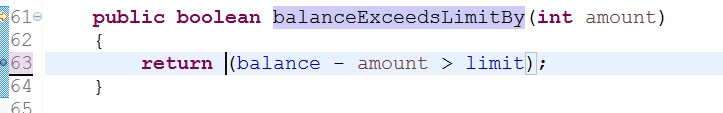 61 public boolean balanceExceedsLimitBy(int amount)
62 {
63 return (balance - amount > limit);
64 }
65